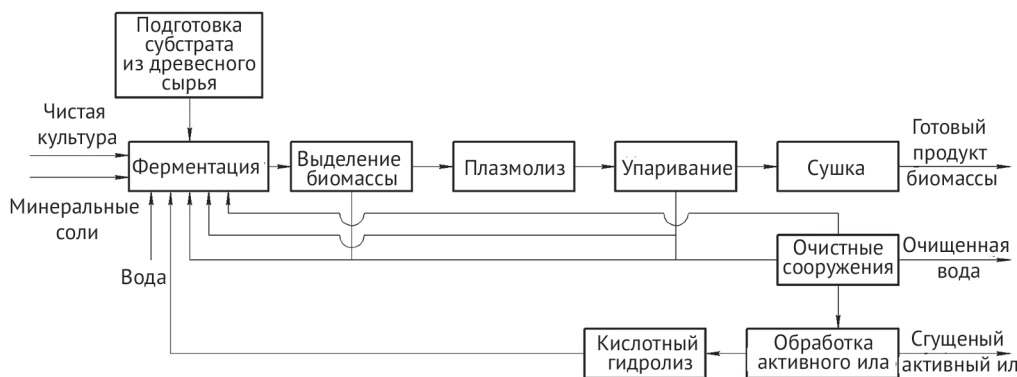 Подготовка
субстрата
из древесного
сырья
Чистая
культура
Минеральные
соли
Вода
Ферментация
Выделение
биомассы
Плазмолиз
Упаривание
Сушка
Готовый
продукт
биомассы
Очистные
сооружения
Очищенная
вода
Кислотный
гидролиз
Обработка
активного ила
Сгущеный
активный ил